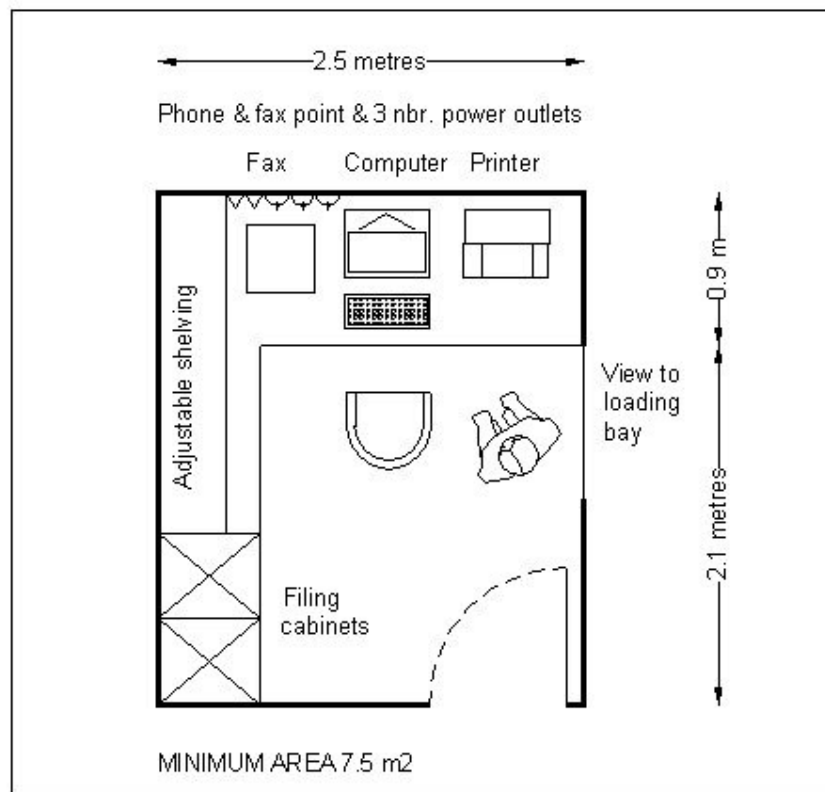 2.5 metres
Phone & fax point & 3 nbr. power outlets
Fax
Computer
Printer
0.9 m
Adjustable shelving
View to
loading
bay
2.1 metres
Filing
cabinets
MINIMUM AREA 7.5 m2